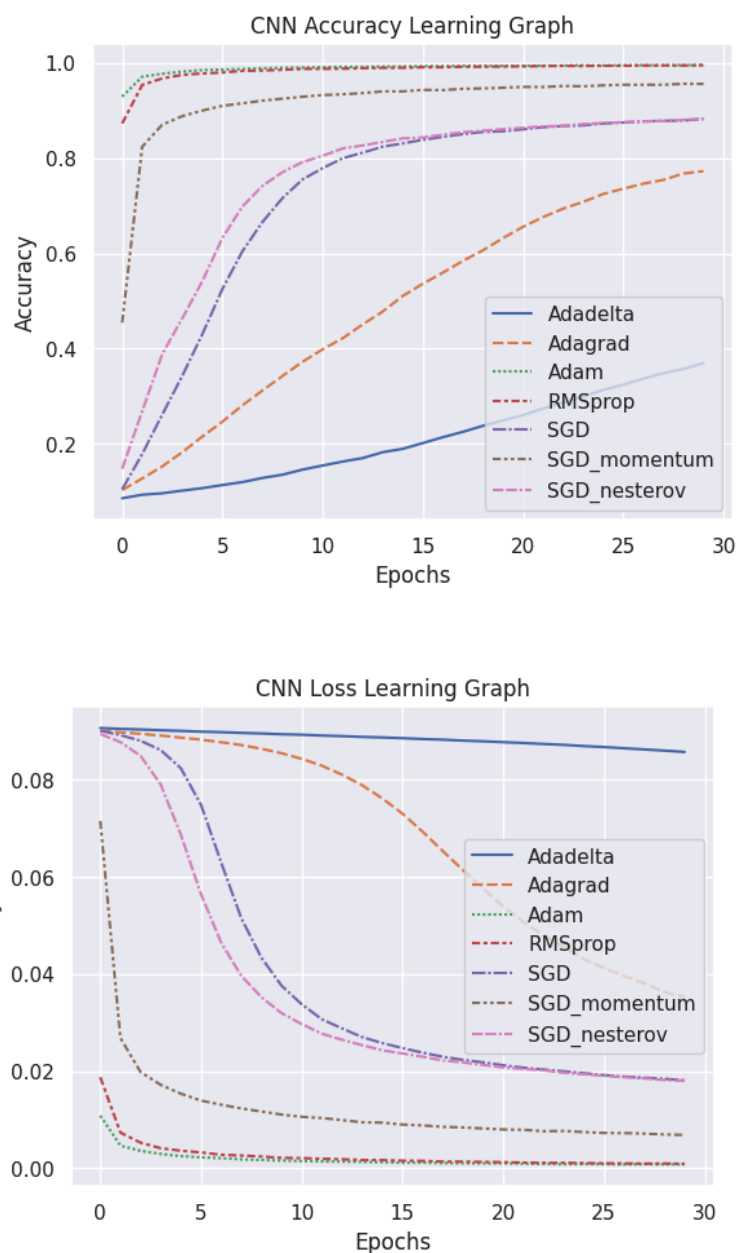 CNN Accuracy Learning Graph
1.0
0.8
0.6
0.4
0.2
Accuracy
Adadelta
Adagrad
Adam
RMSprop
SGD
SGD_momentum
SGD_nesterov
0 5 10 15 20 25 30
Epochs
CNN Loss Learning Graph
0.08
0.06
0.04
0.02
0.00
Adadelta
Adagrad
Adam
RMSprop
SGD
SGD_momentum
SGD_nesterov
0 5 10 15 20 25 30
Epochs